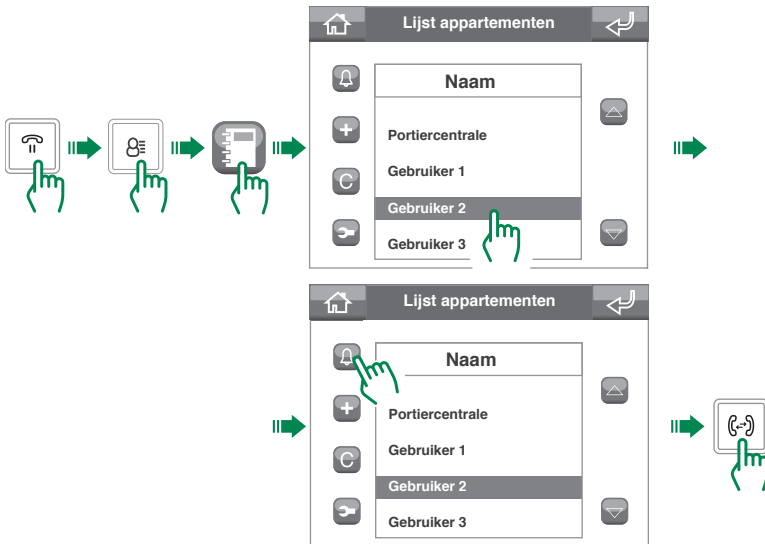 Lijst appartementen
Naam
Portiercentrale
Gebruiker 1
C
Gebruiker 2
Gebruiker 3
Lijst appartementen
Naam
Portiercentrale
Gebruiker 1
C
Gebruiker 2
Gebruiker 3